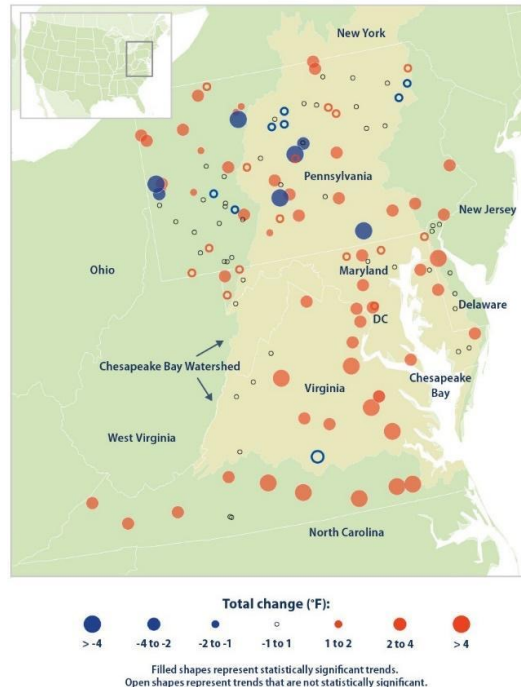 New York
Pennsylvania
New Jersey
Ohio
Maryland
Delaware
DC
Chesapeake Bay Watershed
Chesapeake
Bay
Virginia
West Virginia
North Carolina
Total change (°F):
> -4
-4 to -2
-2 to -1
-1 to 1
1 to 2
2 to 4
> 4
Filled shapes represent statistically significant trends.
Open shapes represent trends that are not statistically significant.